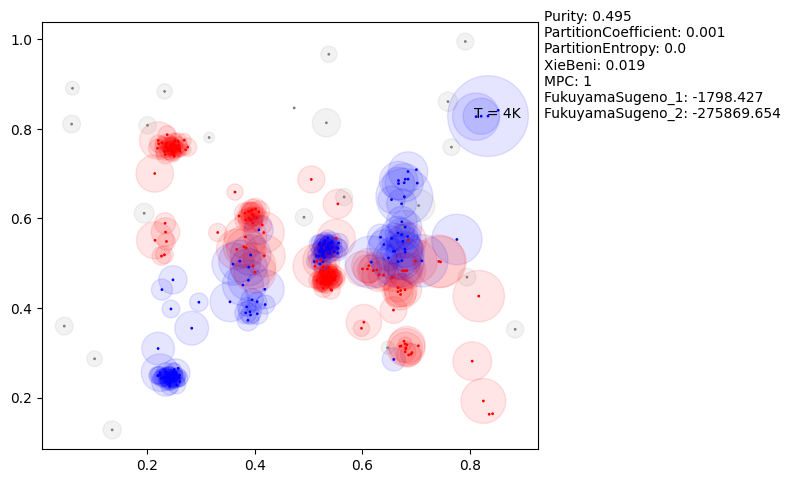 Purity: 0.495
PartitionCoefficient: 0.001
PartitionEntropy: 0.0
XieBeni: 0.019
MPC: 1
FukuyamaSugeno_1: -1798.427
FukuyamaSugeno_2: -275869.654
T = 4K
1.0
0.8
0.6
0.4
0.2
0.2 0.4 0.6 0.8